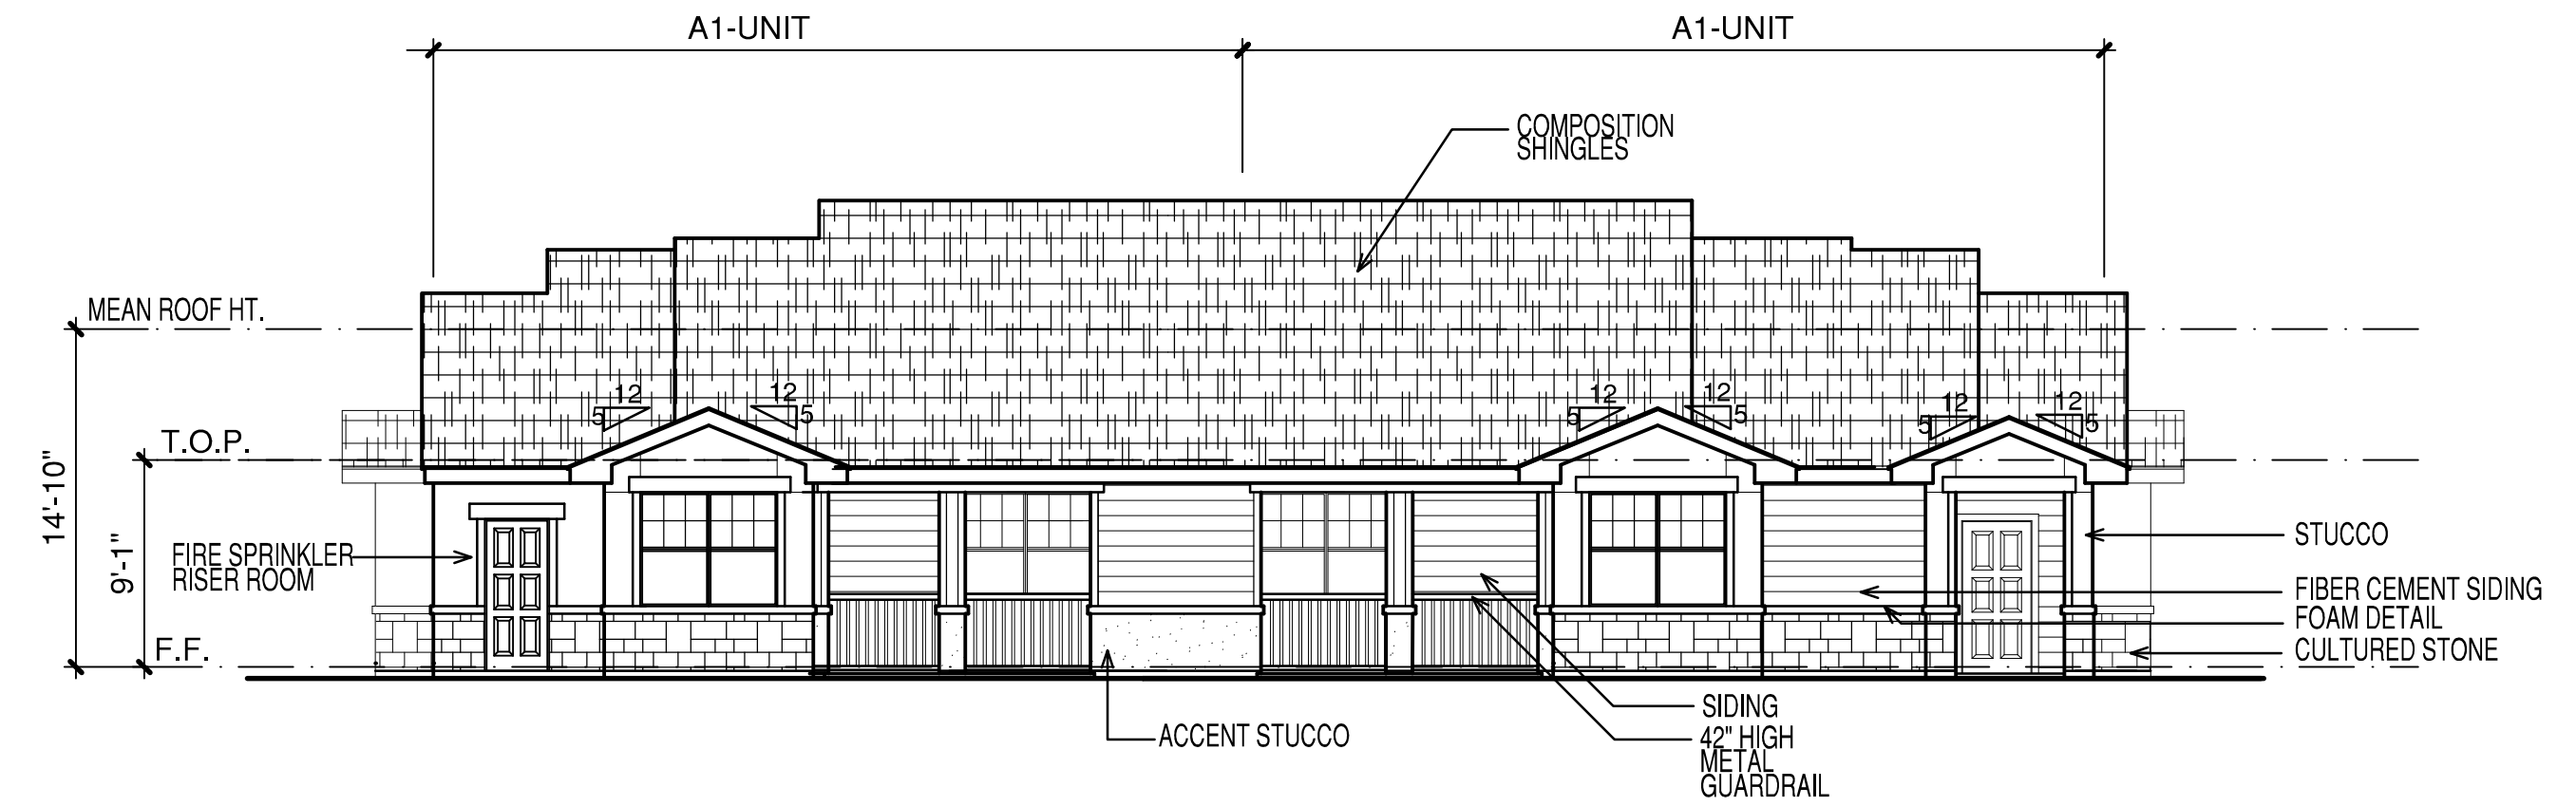 A1-UNIT
A1-UNIT
COMPOSITION
SHINGLES
MEAN ROOF HT.
12
5
12
5
12
5
12
5
12
5
12
5
T.O.P.
14'-10"
9'-1"
FIRE SPRINKLER
RISER ROOM
F.F.
STUCCO
FIBER CEMENT SIDING
FOAM DETAIL
CULTURED STONE
SIDING
ACCENT STUCCO
42" HIGH
METAL
GUARDRAIL